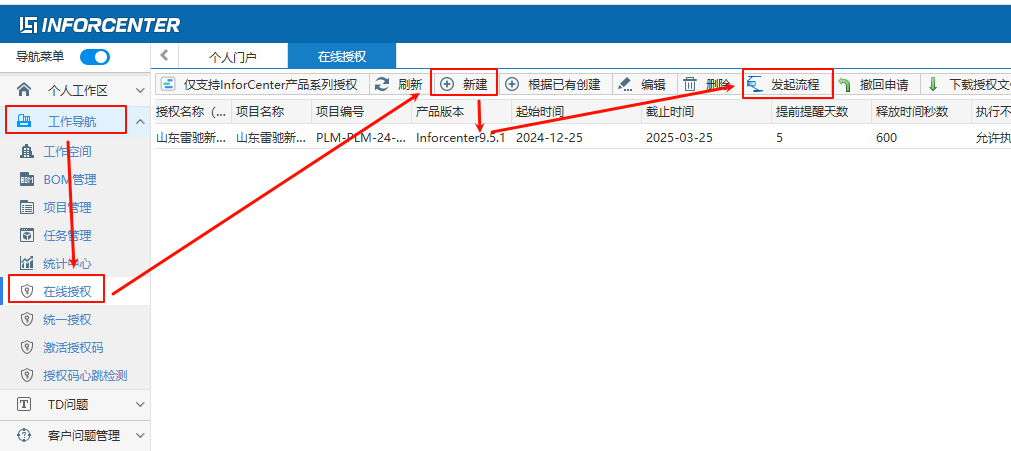 INFORCENTER
导航菜单
个人门户 在线授权
仅支持InforCenter产品系列授权 刷新 新建 根据已有创建 编辑 删除 发起流程 撤回申请 下载授权文
授权名称 (... 项目名称 项目编号 产品版本 起始时间 截止时间 提前提醒天数 释放时间秒数 执行不
山东雷驰新... 山东雷驰新... PLM-PLM-24-... Inforcenter9.5.1 2024-12-25 2025-03-25 5 600 允许执
个人工作区
工作导航
工作空间
BOM管理
项目管理
任务管理
统计中心
在线授权
统一授权
激活授权码
授权码心跳检测
TD问题
客户问题管理